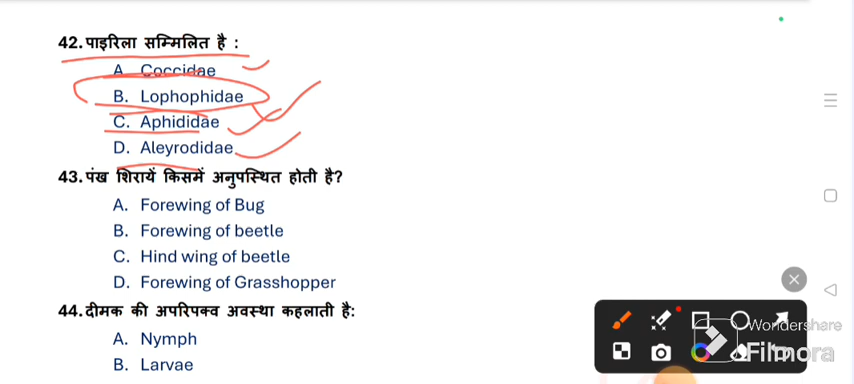 42. पाइरिला सम्मिलित है :
A. Coccidae
B. Lophophidae
C. Aphididae
D. Aleyrodidae
43. पंख शिरायें किसमें अनुपस्थित होती है?
A. Forewing of Bug
B. Forewing of beetle
C. Hind wing of beetle
D. Forewing of Grasshopper
44. दीमक की अपरिपक्व अवस्था कहलाती है:
A. Nymph
B. Larvae
Wondershare
Filmora